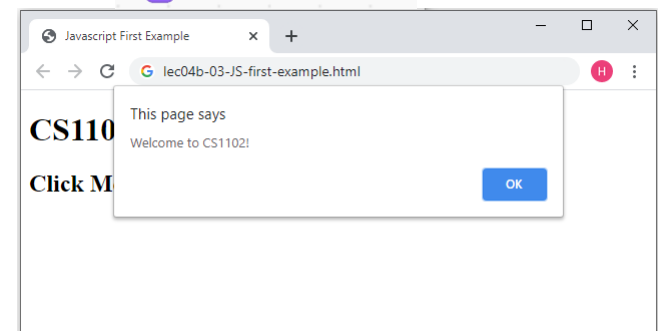 Javascript First Example
lec04b-03-JS-first-example.html
H
CS110
This page says
Welcome to CS1102!
Click M
OK